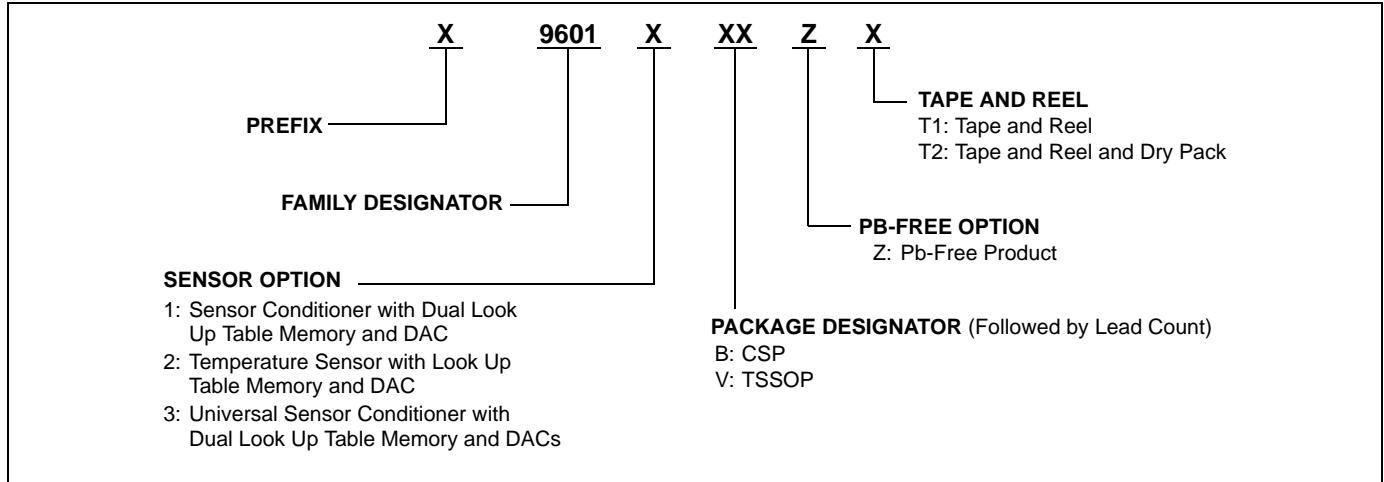 X 9601 X XX Z X
TAPE AND REEL
T1: Tape and Reel
T2: Tape and Reel and Dry Pack
PREFIX
FAMILY DESIGNATOR
PB-FREE OPTION
Z: Pb-Free Product
SENSOR OPTION
1: Sensor Conditioner with Dual Look
Up Table Memory and DAC
2: Temperature Sensor with Look Up
Table Memory and DAC
3: Universal Sensor Conditioner with
Dual Look Up Table Memory and DACs
PACKAGE DESIGNATOR (Followed by Lead Count)
B: CSP
V: TSSOP